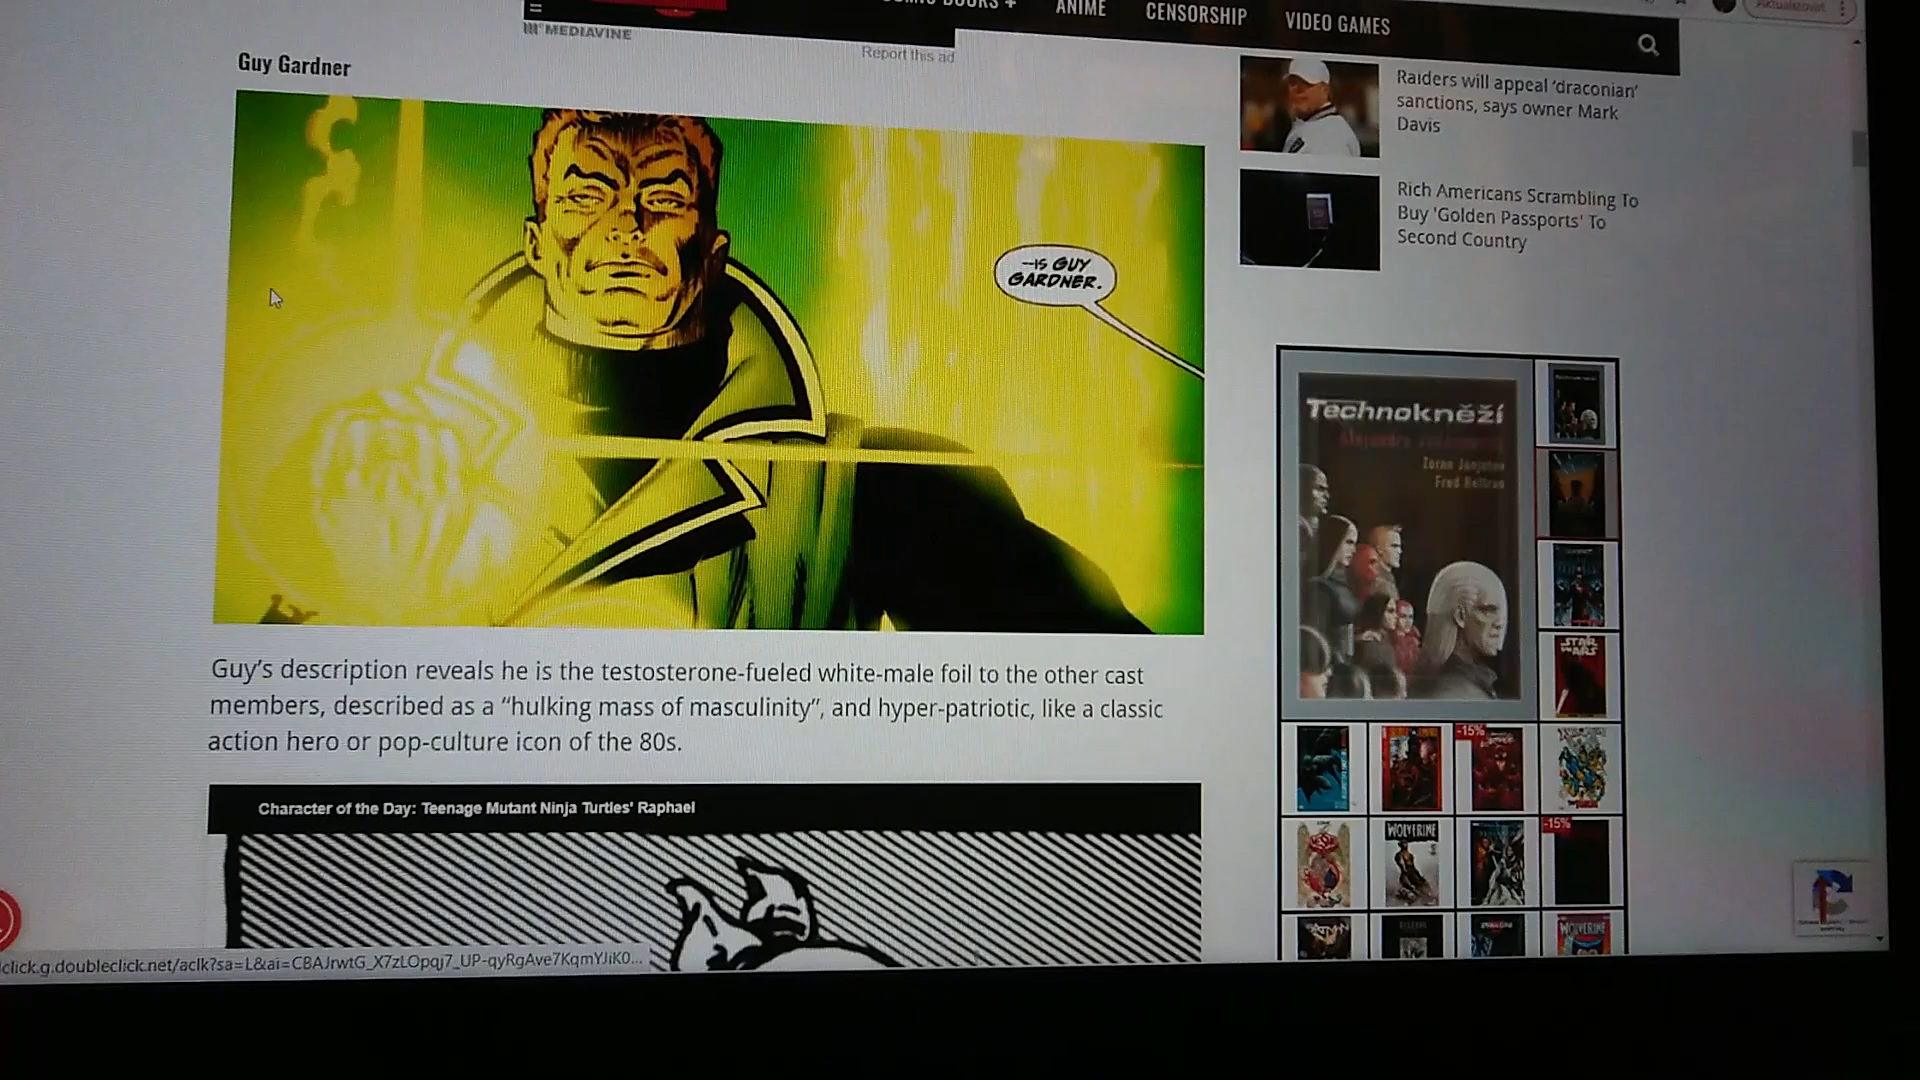 BOOKS +
ANIME
CENSORSHIP
VIDEO GAMES
MEDIAVINE
Report this ad
Guy Gardner
Raiders will appeal ‘draconian’
sanctions, says owner Mark
Davis
Rich Americans Scrambling To
Buy 'Golden Passports' To
Second Country
--IS GUY
GARDNER.
Technokněží
Zoran Janjetov
Fred Beltran
STAR
WARS
-15%
-15%
WOLVERINE
WOLVERINE
Guy’s description reveals he is the testosterone-fueled white-male foil to the other cast
members, described as a “hulking mass of masculinity”, and hyper-patriotic, like a classic
action hero or pop-culture icon of the 80s.
Character of the Day: Teenage Mutant Ninja Turtles' Raphael